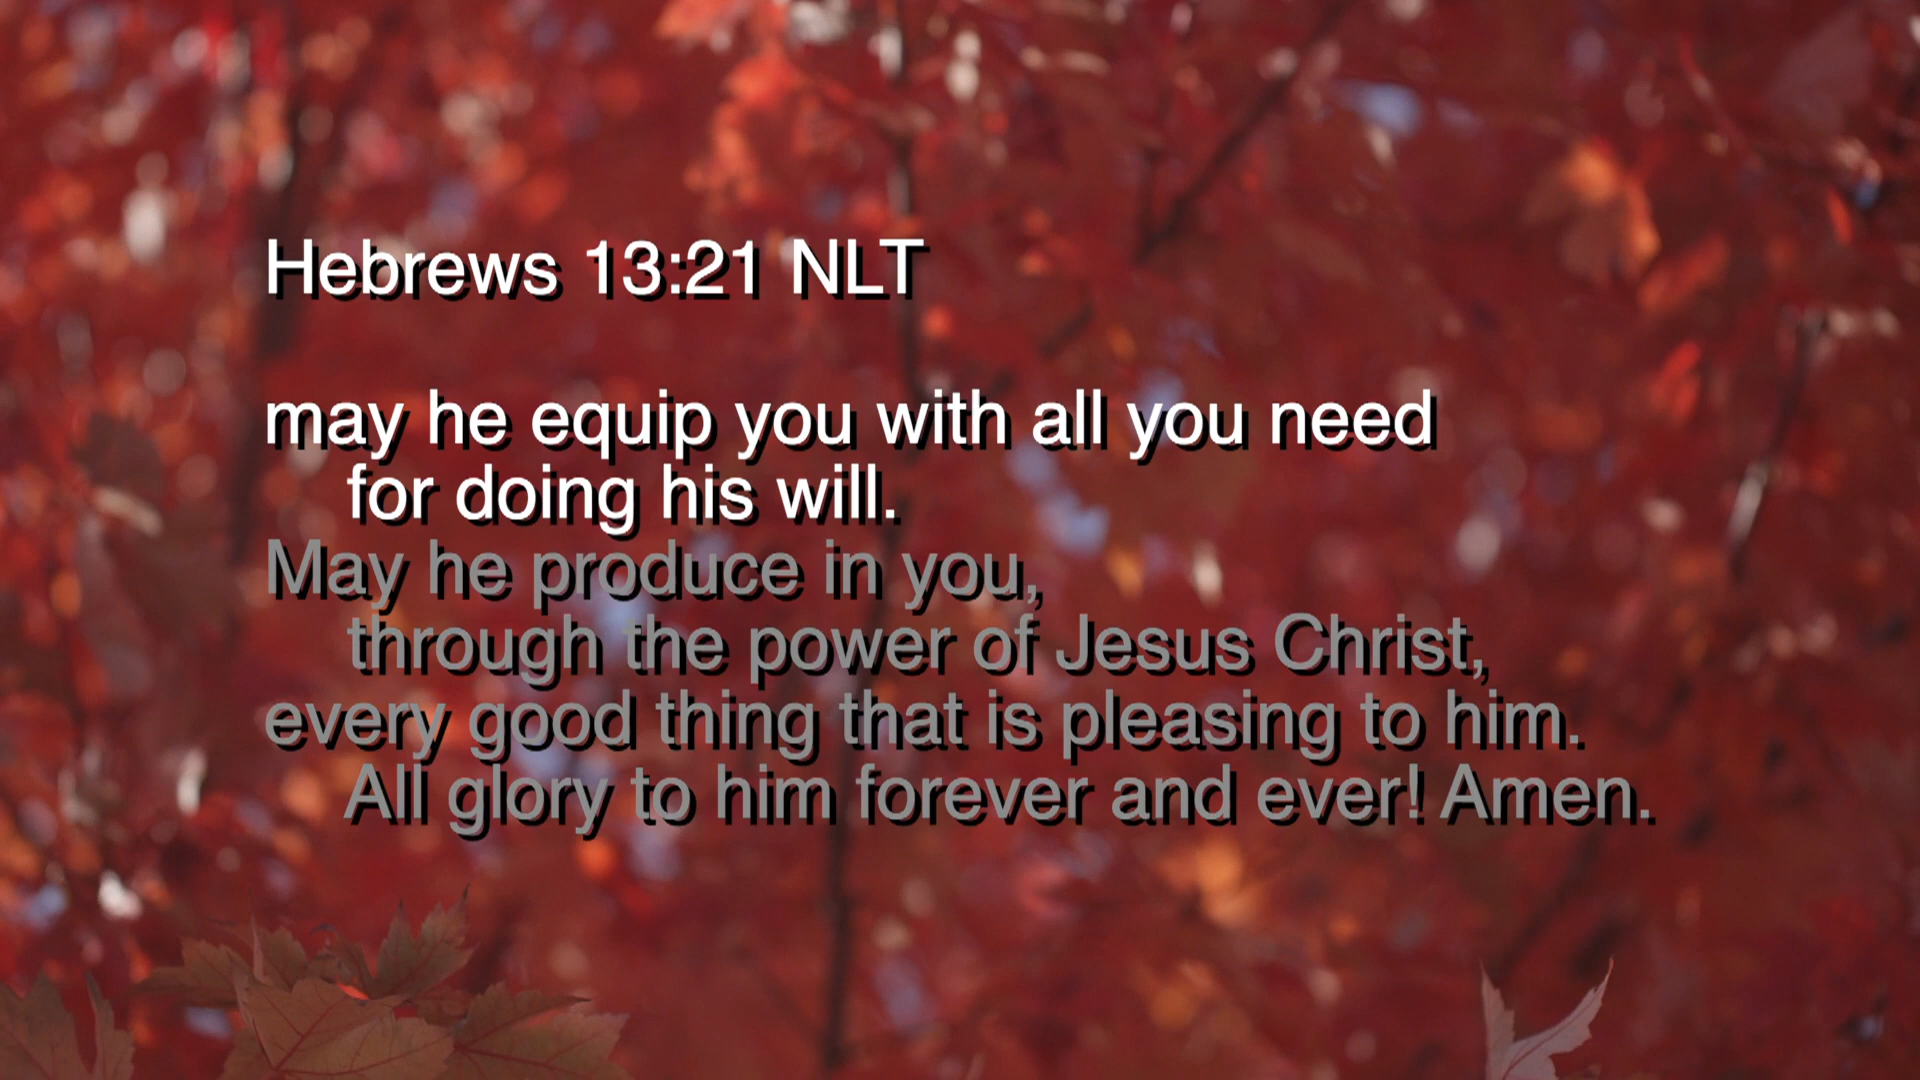 Hebrews 13:21 NLT
may he equip you with all you need
for doing his will.
May he produce in you,
through the power of Jesus Christ,
every good thing that is pleasing to him.
All glory to him forever and ever! Amen.